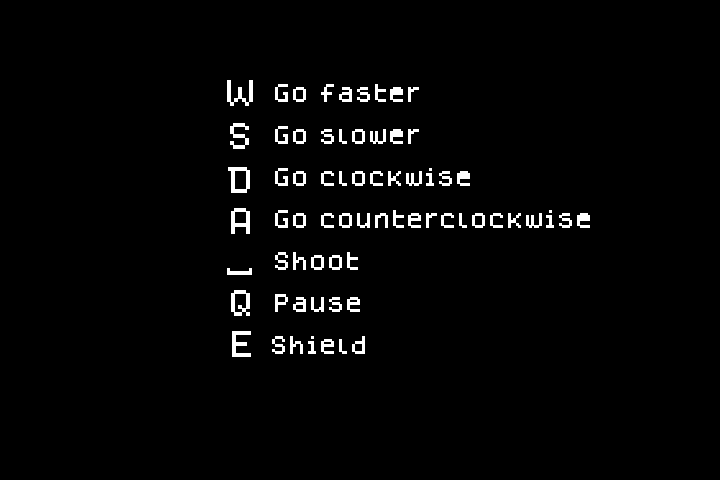 W Go faster
S Go slower
D Go clockwise
A Go counterclockwise
⎵ Shoot
Q Pause
E Shield